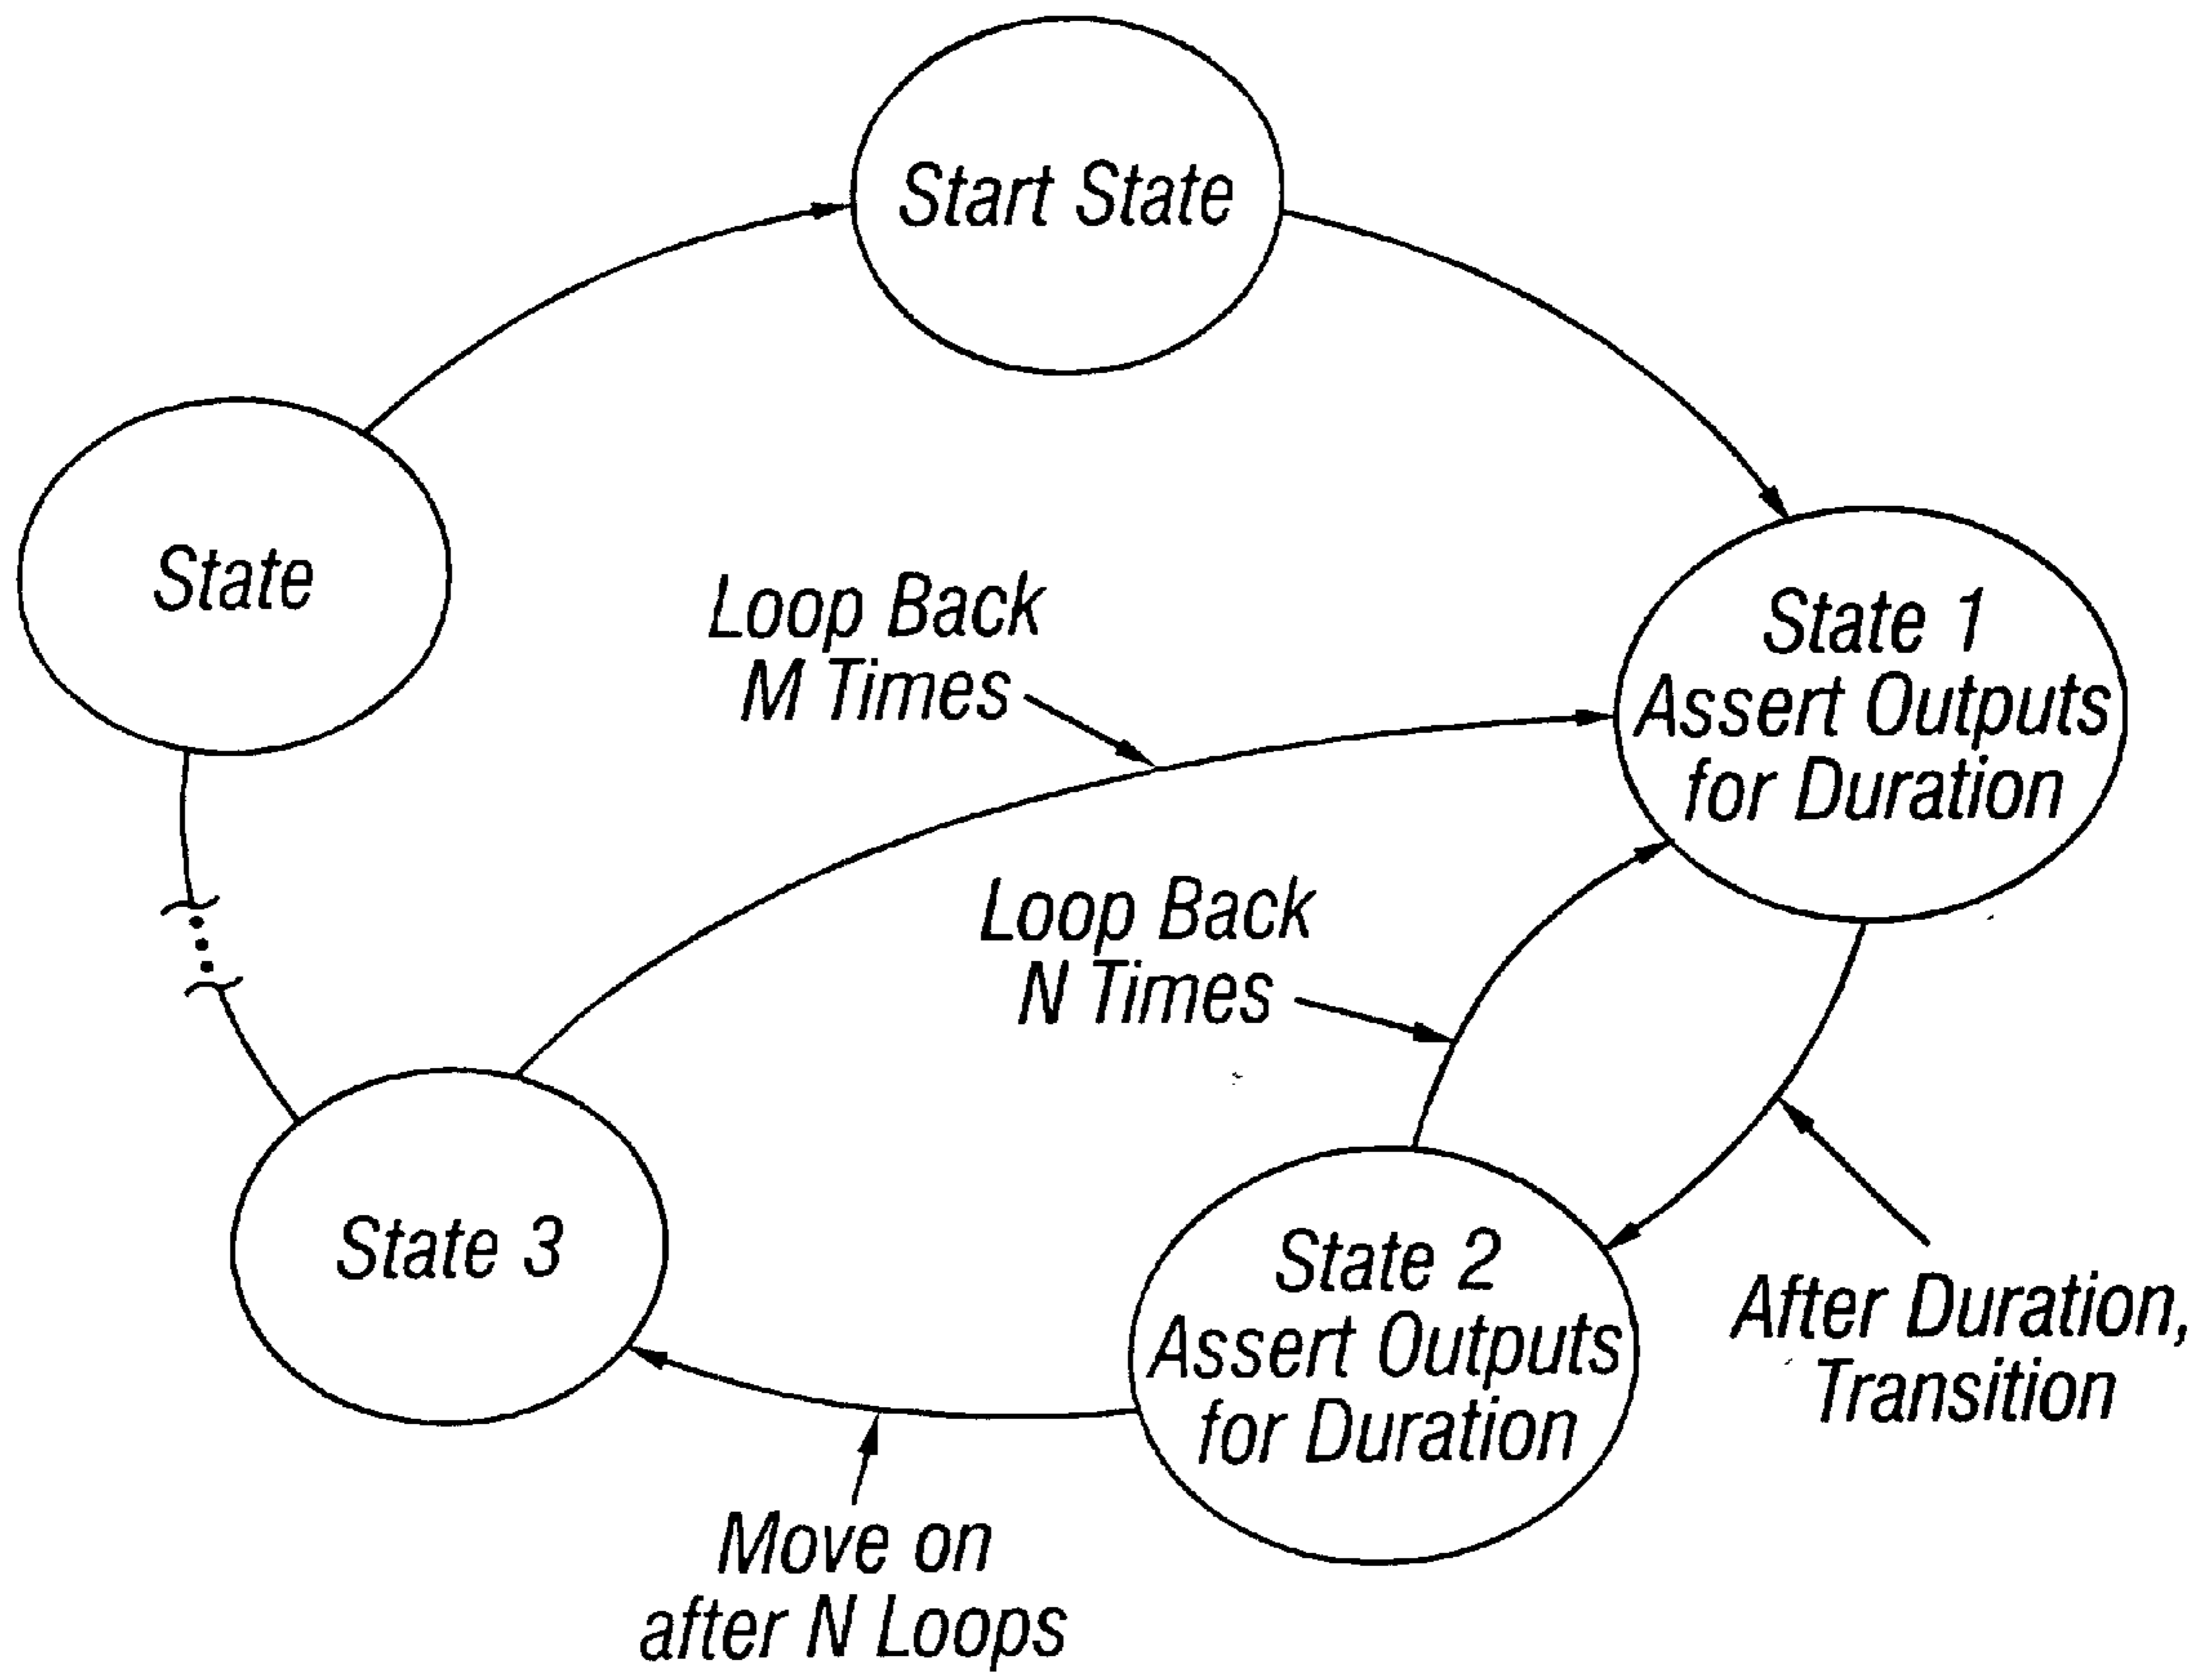 Start State
State
Loop Back
M Times
State 1
Assert Outputs
for Duration
Loop Back
N Times
State 3
State 2
Assert Outputs
for Duration
After Duration,
Transition
Move on
after N Loops